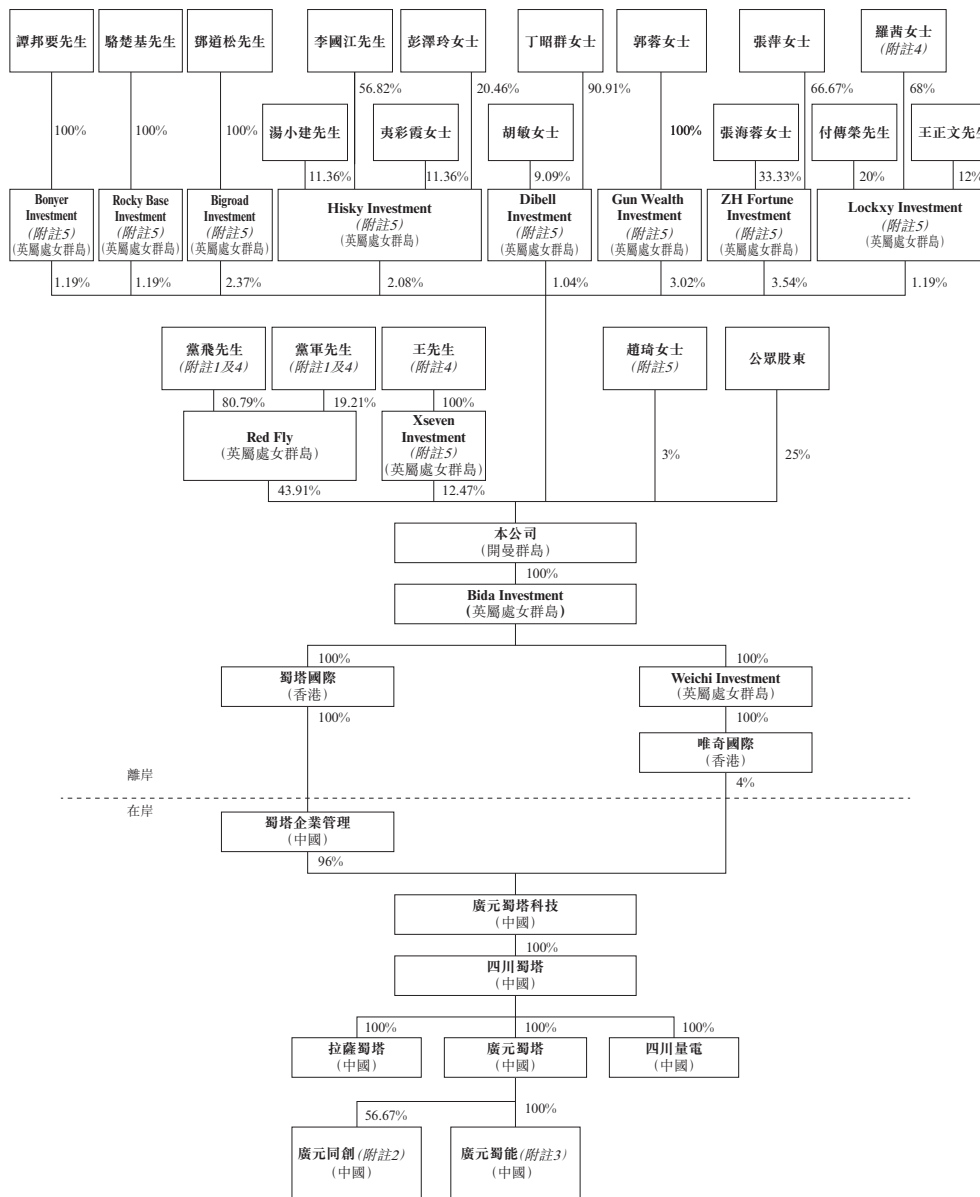 譚邦要先生
駱楚基先生
鄧道松先生
李國江先生
彭澤玲女士
丁昭群女士
郭蓉女士
張萍女士
羅茜女士
(附註4)
56.82%
20.46%
90.91%
66.67%
68%
100%
100%
100%
湯小建先生
夷彩霞女士
胡敏女士
100%
張海蓉女士
付傳榮先生
王正文先生
11.36%
11.36%
9.09%
33.33%
20%
12%
Bonyer
Investment
(附註5)
(英屬處女群島)
Rocky Base
Investment
(附註5)
(英屬處女群島)
Bigroad
Investment
(附註5)
(英屬處女群島)
Hisky Investment
(附註5)
(英屬處女群島)
Dibell
Investment
(附註5)
(英屬處女群島)
Gun Wealth
Investment
(附註5)
(英屬處女群島)
ZH Fortune
Investment
(附註5)
(英屬處女群島)
Lockxy Investment
(附註5)
(英屬處女群島)
1.19%
1.19%
2.37%
2.08%
1.04%
3.02%
3.54%
1.19%
黨飛先生
(附註1及4)
黨軍先生
(附註1及4)
王先生
(附註4)
趙琦女士
(附註5)
公眾股東
80.79%
19.21%
100%
Red Fly
(英屬處女群島)
Xseven
Investment
(附註5)
(英屬處女群島)
3%
25%
43.91%
12.47%
本公司
(開曼群島)
100%
Bida Investment
(英屬處女群島)
100%
100%
蜀塔國際
(香港)
Weichi Investment
(英屬處女群島)
100%
100%
唯奇國際
(香港)
4%
離岸
在岸
蜀塔企業管理
(中國)
96%
廣元蜀塔科技
(中國)
100%
四川蜀塔
(中國)
100%
100%
100%
拉薩蜀塔
(中國)
廣元蜀塔
(中國)
四川量電
(中國)
56.67%
100%
廣元同創(附註2)
(中國)
廣元蜀能(附註3)
(中國)